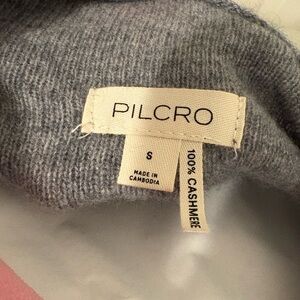 PILCRO
S
MADE IN
CAMBODIA
100% CASHMERE